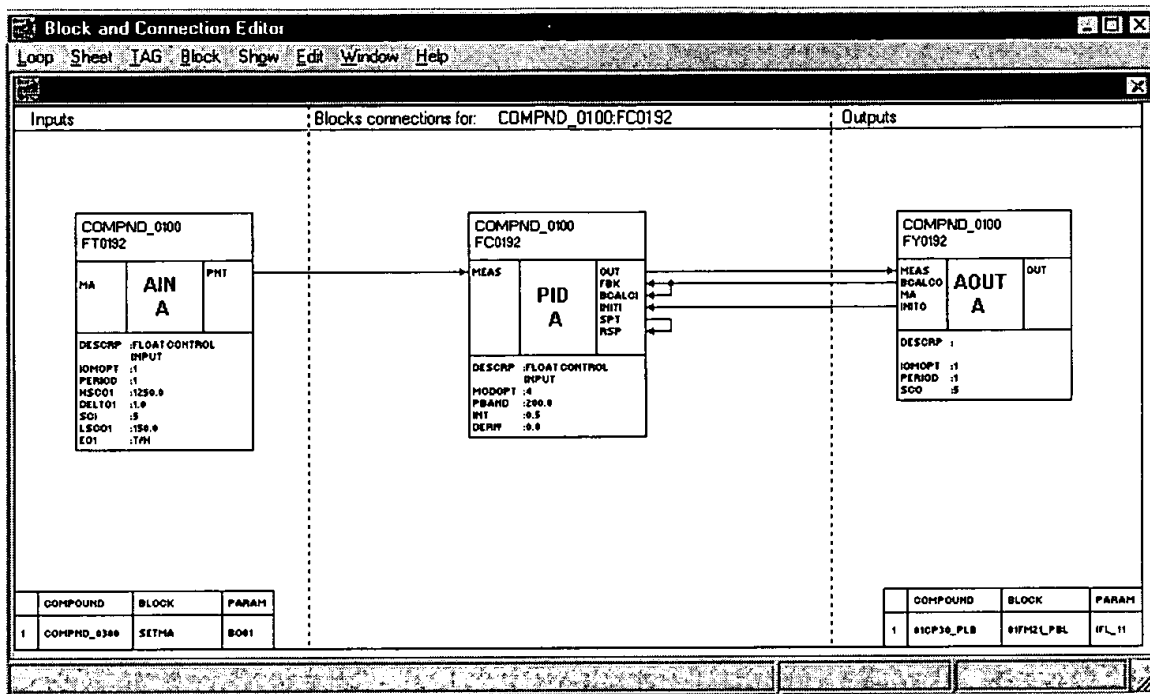 Block and Connection Editor
Loop Sheet TAG Block Show Edit Window Help
Inputs
Blocks connections for: COMPND_0100:FC0192
Outputs
COMPND_0100
FT0192
MA
AIN
A
PNT
DESCRP :FLOAT CONTROL
INPUT
IOMOPT :1
PERIOD :1
HSCO1 :1250.0
DELTO1 :1.0
SCI :5
LSCO1 :150.0
EO1 :T/H
COMPND_0100
FC0192
MEAS
PID
A
OUT
FBK
BCALCI
INITI
SPT
RSP
DESCRP :FLOAT CONTROL
INPUT
MODOPT :4
PBAND :200.0
INT :0.5
DERIV :0.0
COMPND_0100
FY0192
MEAS
BCALCO
MA
INITO
AOUT
A
OUT
DESCRP :
IOMOPT :1
PERIOD :1
SCO :5
COMPOUND BLOCK PARAM
1 COMPND_0300 SETMA BO01
COMPOUND BLOCK PARAM
1 01CP30_PLB 01FM21_PBL IFL_11